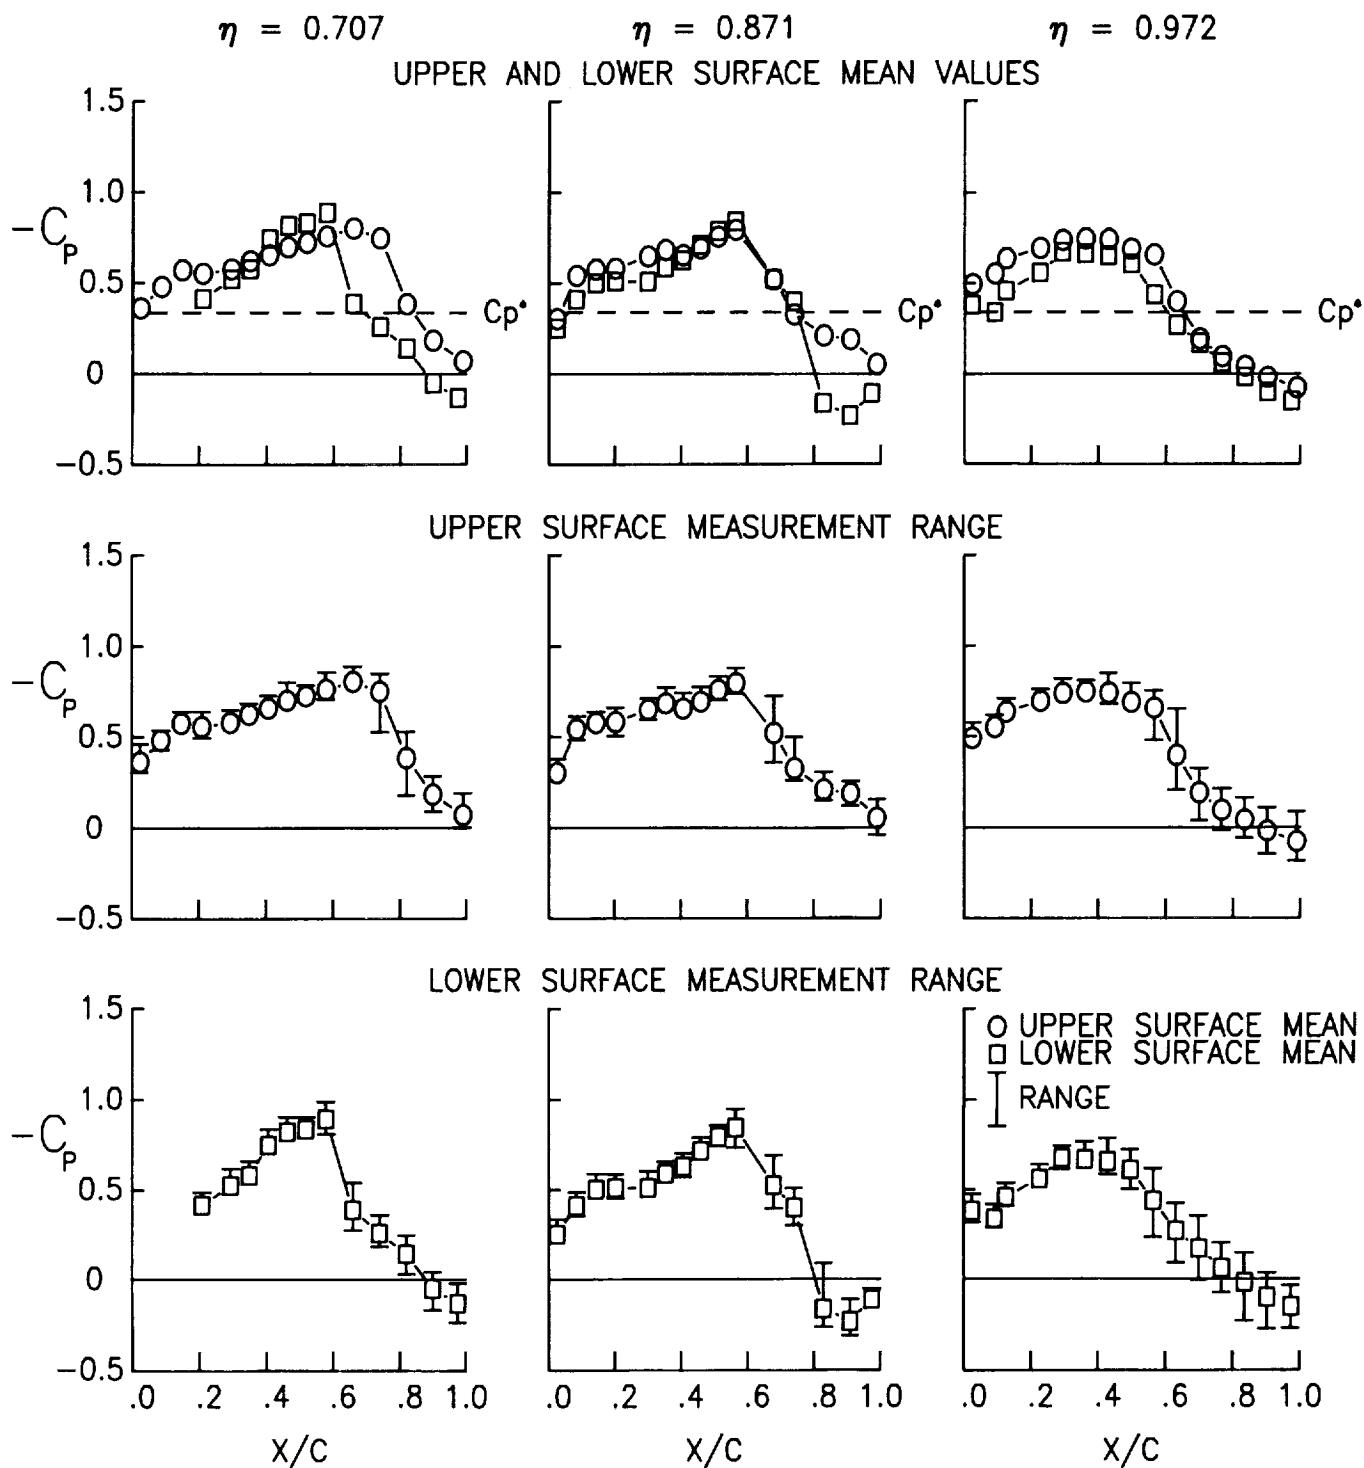 η = 0.707 η = 0.871 η = 0.972
UPPER AND LOWER SURFACE MEAN VALUES
1.5
1.0
-Cp
0.5
Cp* Cp* Cp*
0
-0.5
UPPER SURFACE MEASUREMENT RANGE
1.5
1.0
-Cp
0.5
0
-0.5
LOWER SURFACE MEASUREMENT RANGE
1.5
UPPER SURFACE MEAN
LOWER SURFACE MEAN
RANGE
1.0
-Cp
0.5
0
-0.5
.0 .2 .4 .6 .8 1.0 .0 .2 .4 .6 .8 1.0 .0 .2 .4 .6 .8 1.0
X/C X/C X/C